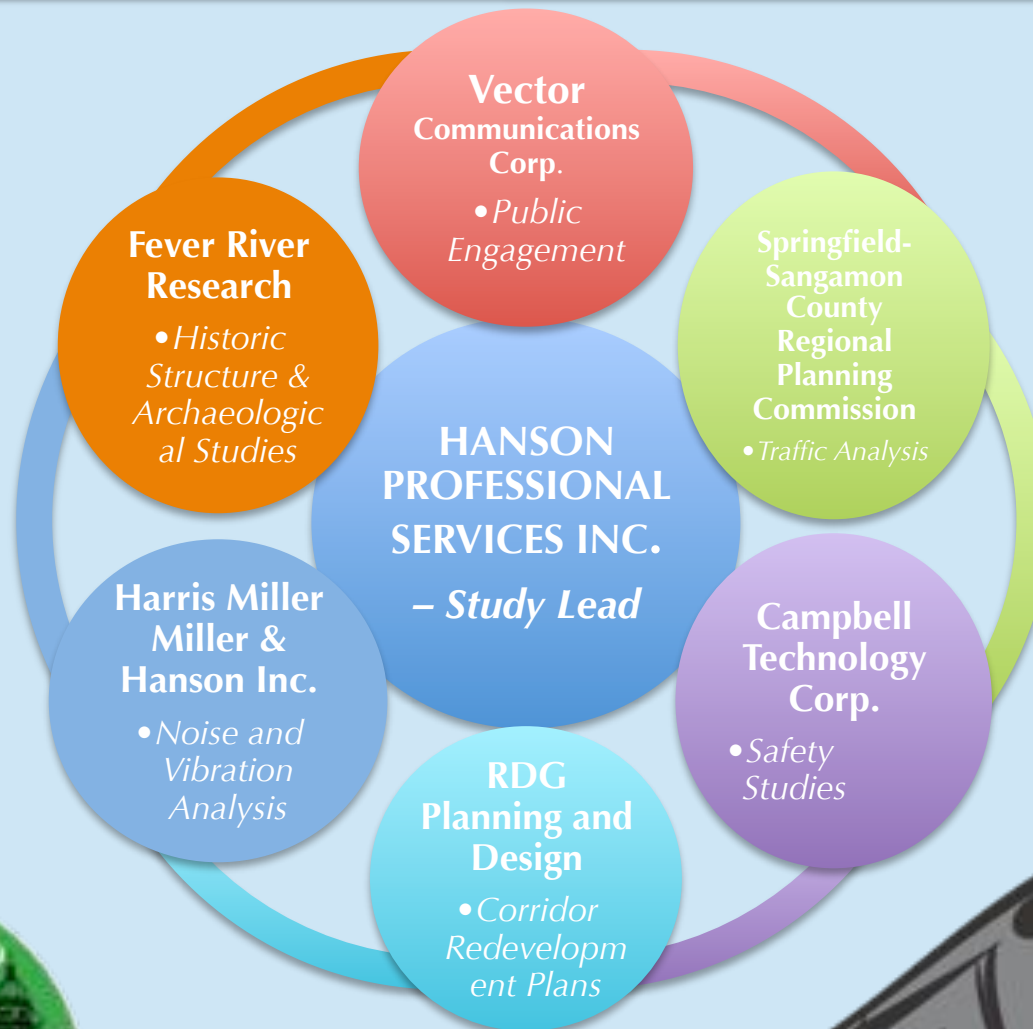 Vector
Communications
Corp.
•Public
Engagement
Fever River
Research
•Historic
Structure &
Archaeologic
al Studies
Springfield-
Sangamon
County
Regional
Planning
Commission
•Traffic Analysis
HANSON
PROFESSIONAL
SERVICES INC.
– Study Lead
Harris Miller
Miller &
Hanson Inc.
•Noise and
Vibration
Analysis
Campbell
Technology
Corp.
•Safety
Studies
RDG
Planning and
Design
•Corridor
Redevelopm
ent Plans